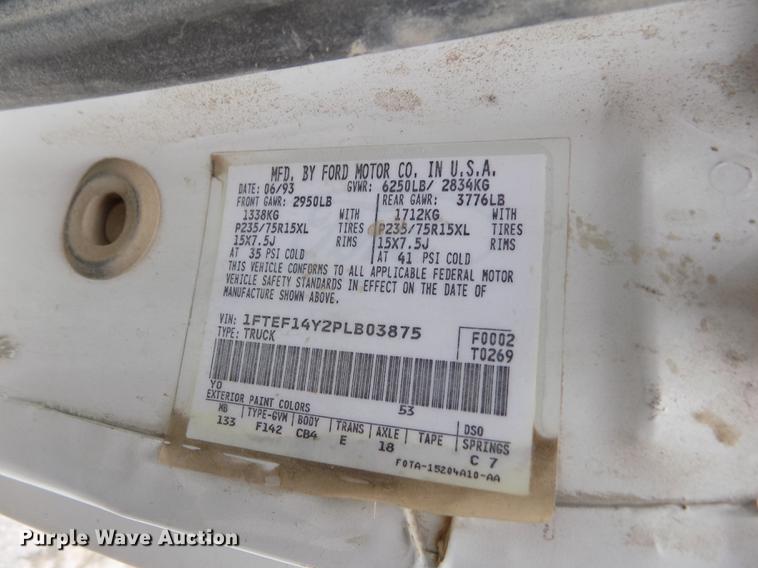 MFD. BY FORD MOTOR CO. IN U.S.A.
DATE: 06/93 GVWR: 6250LB/ 2834KG
FRONT GAWR: 2950LB REAR GAWR: 3776LB
1338KG WITH 1712KG WITH
P235/75R15XL TIRES P235/75R15XL TIRES
15X7.5J RIMS 15X7.5J RIMS
AT 35 PSI COLD AT 41 PSI COLD
THIS VEHICLE CONFORMS TO ALL APPLICABLE FEDERAL MOTOR
VEHICLE SAFETY STANDARDS IN EFFECT ON THE DATE OF
MANUFACTURE SHOWN ABOVE.
VIN: 1FTEF14Y2PLB03875 F0002
TYPE: TRUCK T0269
YO 53
EXTERIOR PAINT COLORS DSO
WB TYPE-GVM BODY TRANS AXLE TAPE SPRINGS
133 F142 CB4 E 18 C 7
F0TA-15204A10-AA
Purple Wave Auction